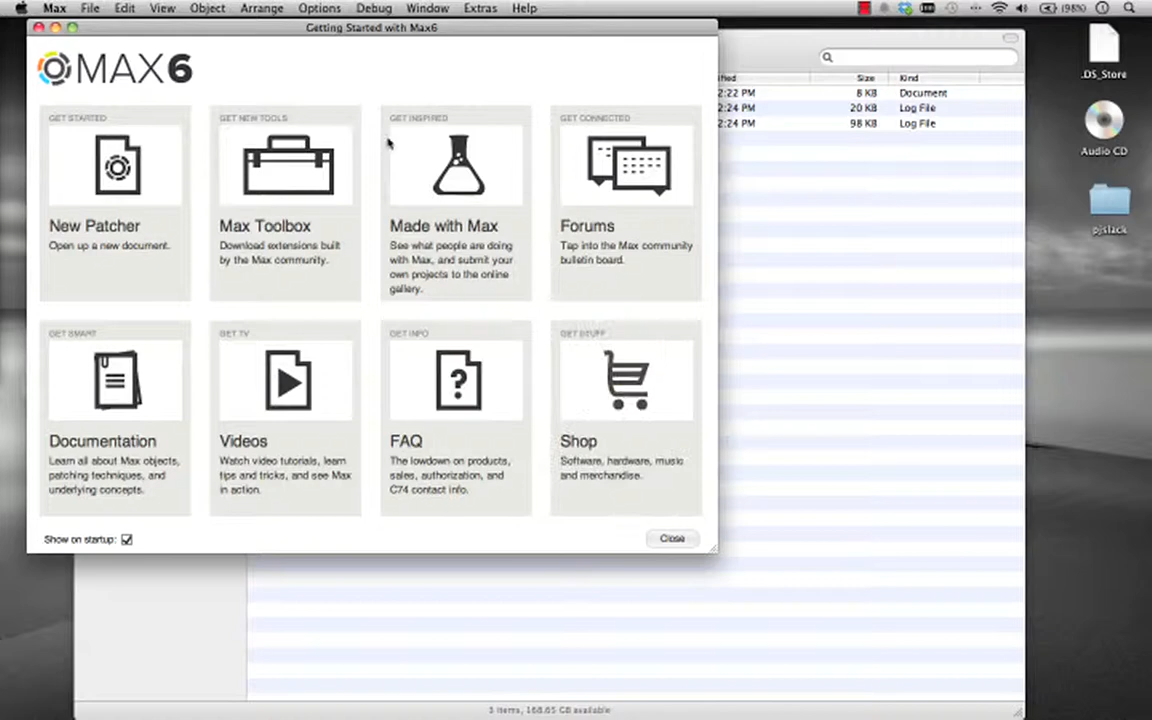 Max File Edit View Object Arrange Options Debug Window Extras Help (98%)
Getting Started with Max6
MAX6
GET STARTED
New Patcher
Open up a new document.
GET NEW TOOLS
Max Toolbox
Download extensions built
by the Max community.
GET INSPIRED
Made with Max
See what people are doing
with Max, and submit your
own projects to the online
gallery.
GET CONNECTED
Forums
Tap into the Max community
bulletin board.
GET SMART
Documentation
Learn all about Max objects,
patching techniques, and
underlying concepts.
GET TV
Videos
Watch video tutorials, learn
tips and tricks, and see Max
in action.
GET INFO
FAQ
The lowdown on products,
sales, authorization, and
C74 contact info.
GET STUFF
Shop
Software, hardware, music
and merchandise.
Show on startup:
Close
ified Size Kind
2:22 PM 8 KB Document
2:24 PM 20 KB Log File
2:24 PM 98 KB Log File
3 items, 168.65 GB available
.DS_Store
Audio CD
pjslack